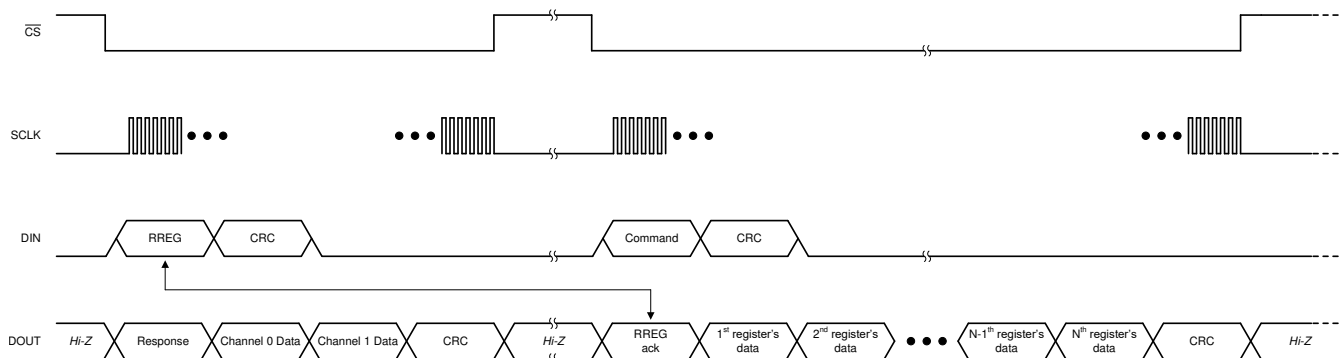 CS
SCLK
DIN
RREG
CRC
Command
CRC
DOUT
Hi-Z
Response
Channel 0 Data
Channel 1 Data
CRC
Hi-Z
RREG
ack
1st register's
data
2nd register's
data
N-1th register's
data
Nth register's
data
CRC
Hi-Z